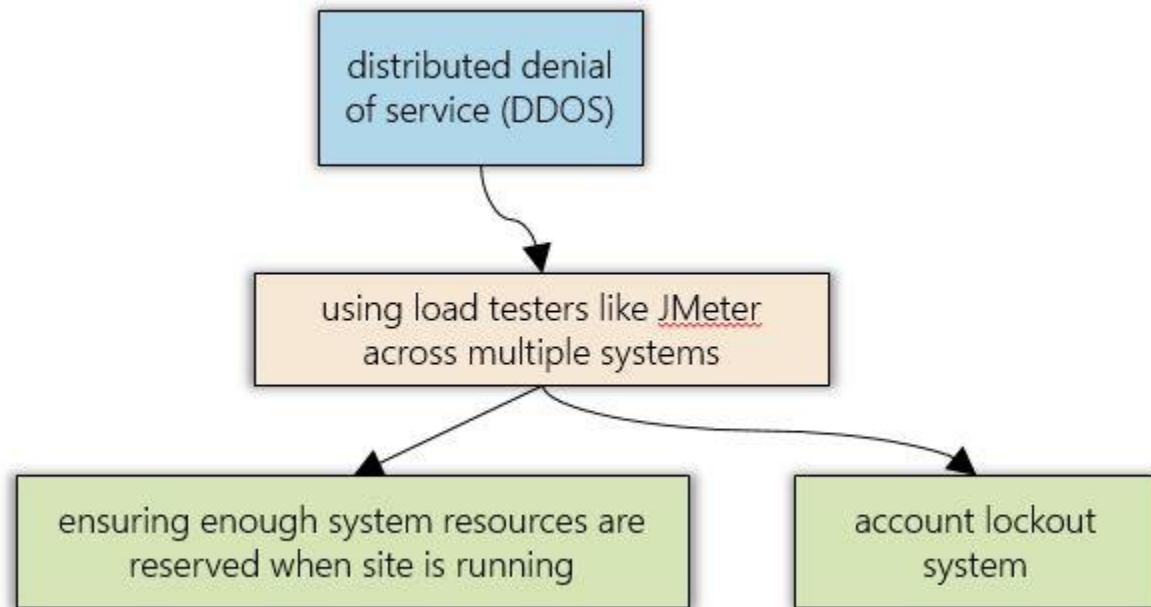 distributed denial
of service (DDOS)
using load testers like JMeter
across multiple systems
ensuring enough system resources are
reserved when site is running
account lockout
system